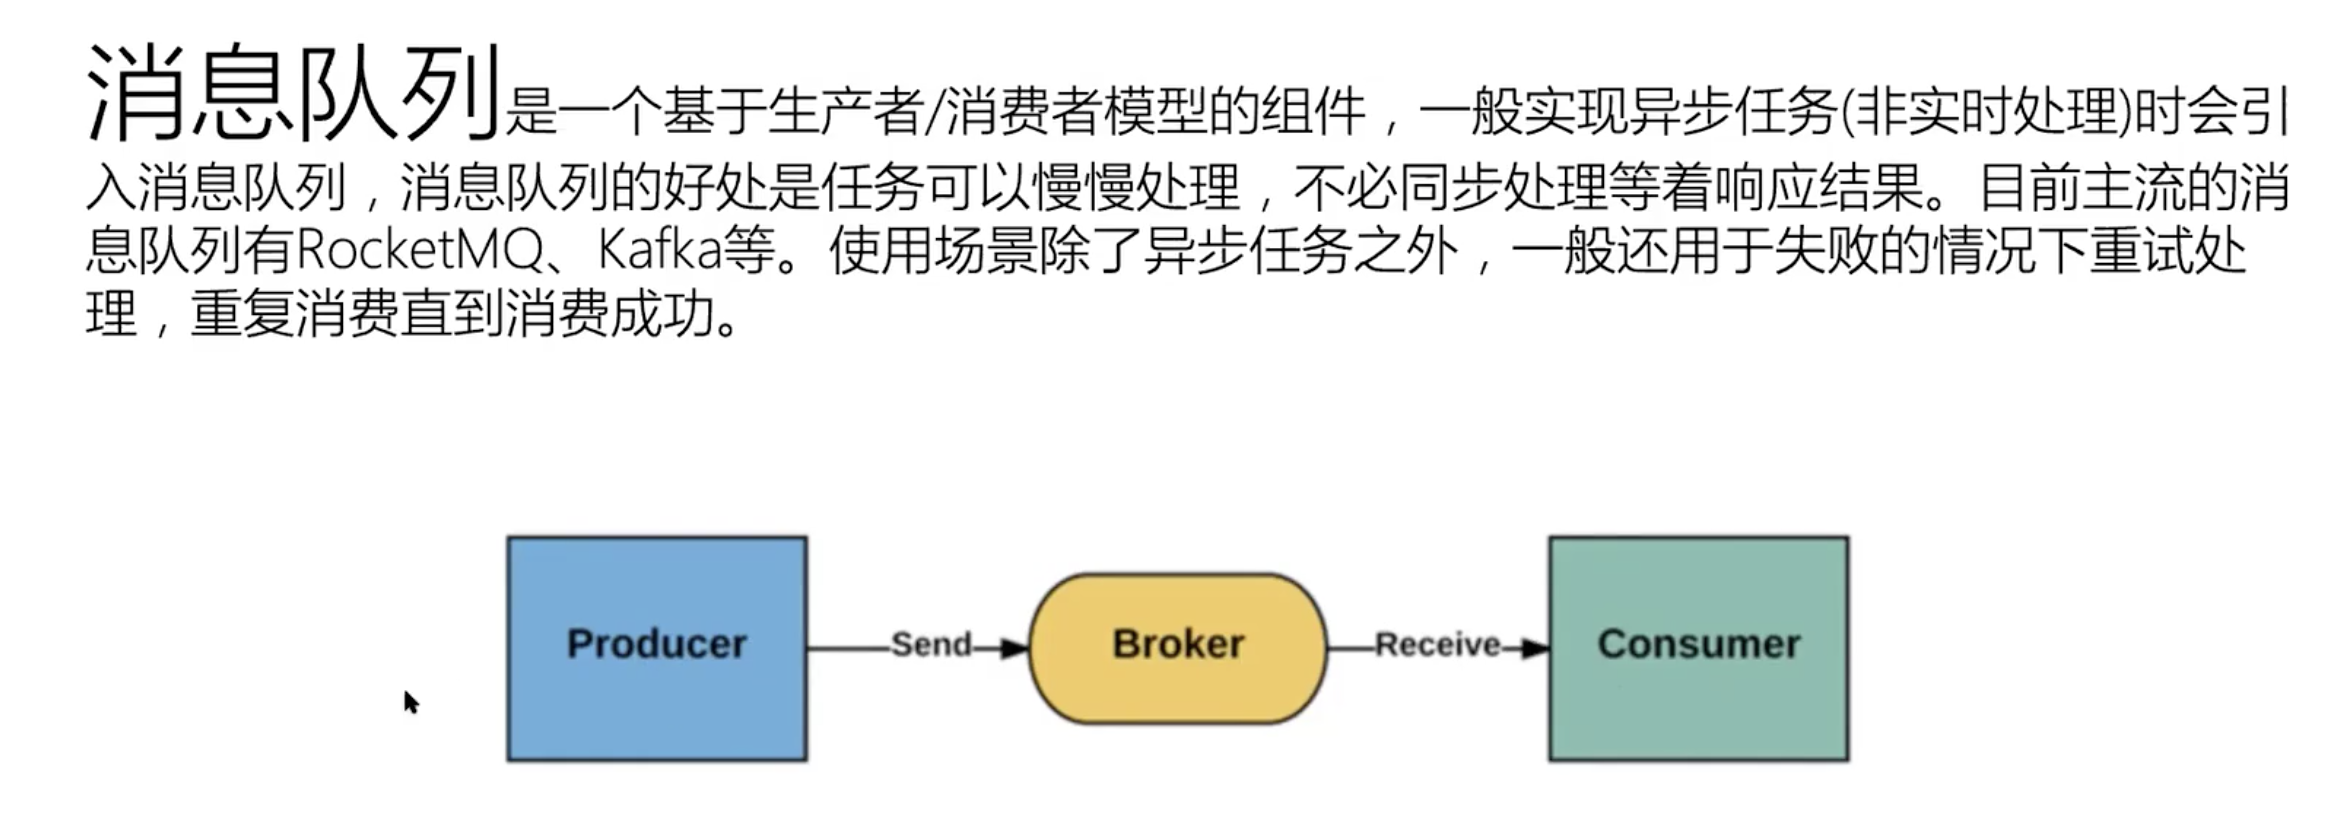 消息队列是一个基于生产者/消费者模型的组件，一般实现异步任务(非实时处理)时会引
入消息队列，消息队列的好处是任务可以慢慢处理，不必同步处理等着响应结果。目前主流的消
息队列有RocketMQ、Kafka等。使用场景除了异步任务之外，一般还用于失败的情况下重试处
理，重复消费直到消费成功。
Producer
Send
Broker
Receive
Consumer